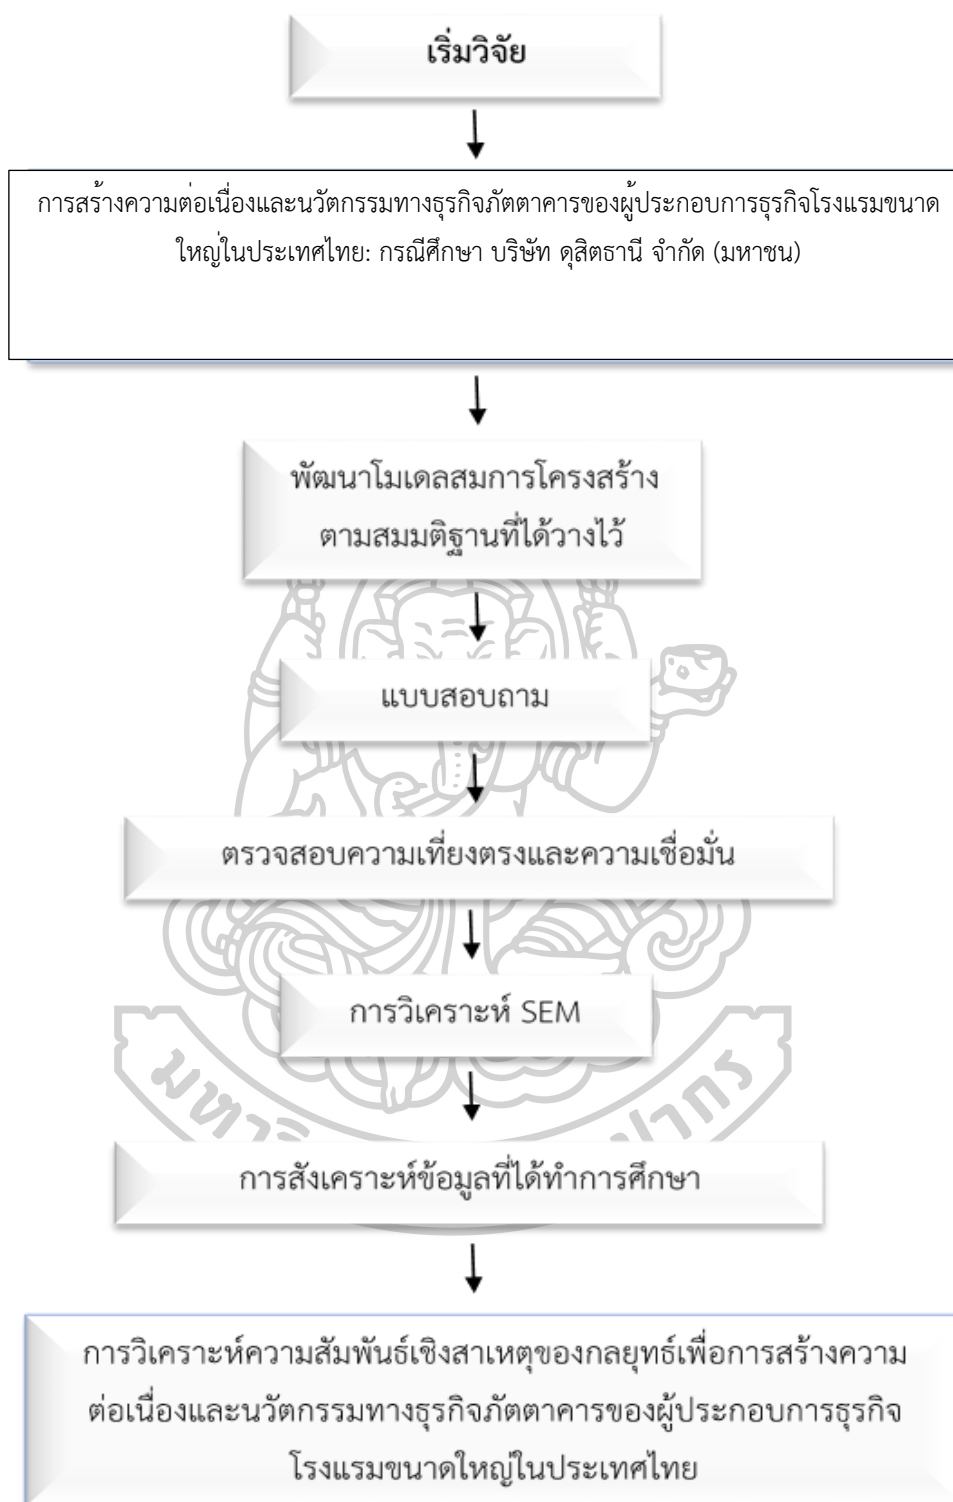 เริ่มวิจัย
การสร้างความต่อเนื่องและนวัตกรรมทางธุรกิจภัตตาคารของผู้ประกอบการธุรกิจโรงแรมขนาด
ใหญ่ในประเทศไทย: กรณีศึกษา บริษัท ดุสิตธานี จำกัด (มหาชน)
พัฒนาโมเดลสมการโครงสร้าง
ตามสมมติฐานที่ได้วางไว้
แบบสอบถาม
ตรวจสอบความเที่ยงตรงและความเชื่อมั่น
การวิเคราะห์ SEM
การสังเคราะห์ข้อมูลที่ได้ทำการศึกษา
การวิเคราะห์ความสัมพันธ์เชิงสาเหตุของกลยุทธ์เพื่อการสร้างความ
ต่อเนื่องและนวัตกรรมทางธุรกิจภัตตาคารของผู้ประกอบการธุรกิจ
โรงแรมขนาดใหญ่ในประเทศไทย